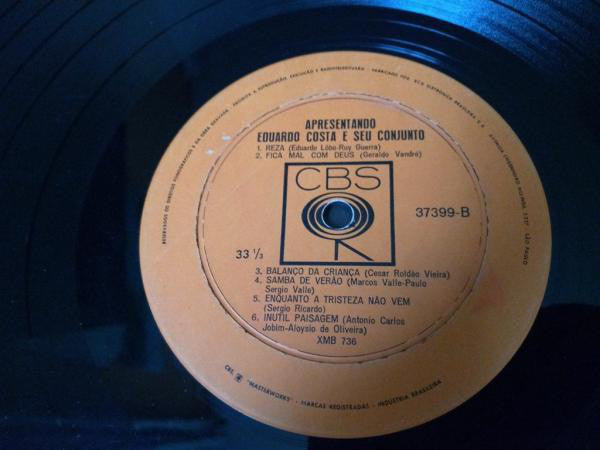 APRESENTANDO
EDUARDO COSTA E SEU CONJUNTO
1. REZA (Eduardo Lôbo-Ruy Guerra)
2. FICA MAL COM DEUS (Geraldo Vandré)
CBS
37399-B
33 1/3
3. BALANÇO DA CRIANÇA (Cesar Roldão Vieira)
4. SAMBA DE VERÃO (Marcos Valle-Paulo
Sergio Valle)
5. ENQUANTO A TRISTEZA NÃO VEM
(Sergio Ricardo)
6. INUTIL PAISAGEM (Antonio Carlos
Jobim-Aloysio de Oliveira)
XMB 736
CBS, "MASTERWORKS" - MARCAS REGISTRADAS - INDÚSTRIA BRASILEIRA